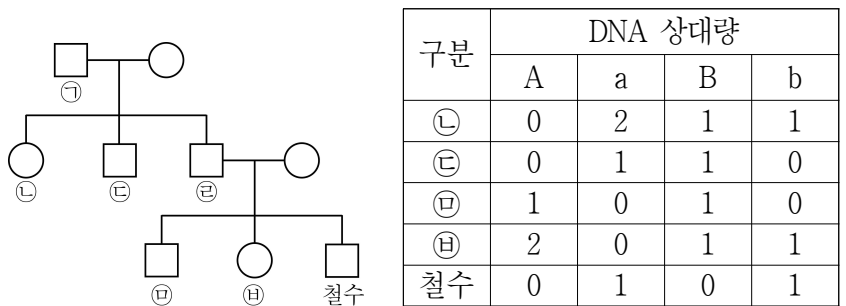 ㉠
㉡ ㉢ ㉣
㉤ ㉥ 철수
구분 DNA 상대량
A a B b
㉡ 0 2 1 1
㉢ 0 1 1 0
㉤ 1 0 1 0
㉥ 2 0 1 1
철수 0 1 0 1